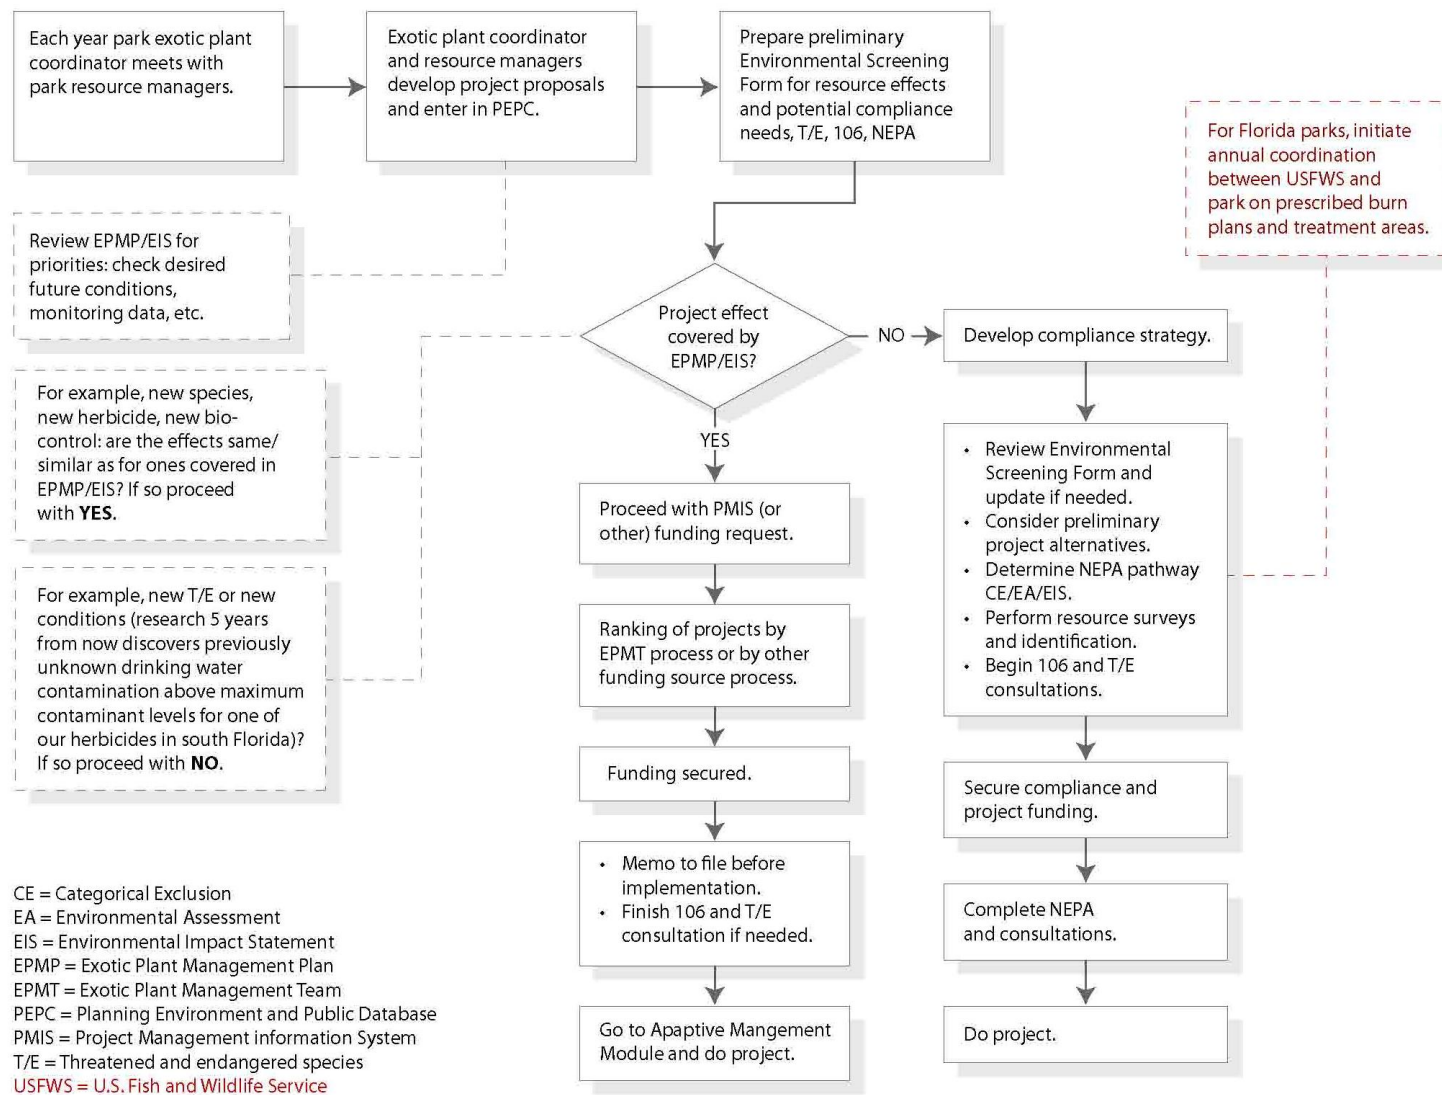 Each year park exotic plant
coordinator meets with
park resource managers.
Exotic plant coordinator
and resource managers
develop project proposals
and enter in PEPC.
Prepare preliminary
Environmental Screening
Form for resource effects
and potential compliance
needs, T/E, 106, NEPA
For Florida parks, initiate
annual coordination
between USFWS and
park on prescribed burn
plans and treatment areas.
Review EPMP/EIS for
priorities: check desired
future conditions,
monitoring data, etc.
Project effect
covered by
EPMP/EIS?
NO
Develop compliance strategy.
For example, new species,
new herbicide, new bio-
control: are the effects same/
similar as for ones covered in
EPMP/EIS? If so proceed
with YES.
YES
• Review Environmental
Screening Form and
update if needed.
• Consider preliminary
project alternatives.
• Determine NEPA pathway
CE/EA/EIS.
• Perform resource surveys
and identification.
• Begin 106 and T/E
consultations.
Proceed with PMIS (or
other) funding request.
For example, new T/E or new
conditions (research 5 years
from now discovers previously
unknown drinking water
contamination above maximum
contaminant levels for one of
our herbicides in south Florida)?
If so proceed with NO.
Ranking of projects by
EPMT process or by other
funding source process.
Funding secured.
Secure compliance and
project funding.
• Memo to file before
implementation.
• Finish 106 and T/E
consultation if needed.
Complete NEPA
and consultations.
Go to Apaptive Mangement
Module and do project.
Do project.
CE = Categorical Exclusion
EA = Environmental Assessment
EIS = Environmental Impact Statement
EPMP = Exotic Plant Management Plan
EPMT = Exotic Plant Management Team
PEPC = Planning Environment and Public Database
PMIS = Project Management information System
T/E = Threatened and endangered species
USFWS = U.S. Fish and Wildlife Service